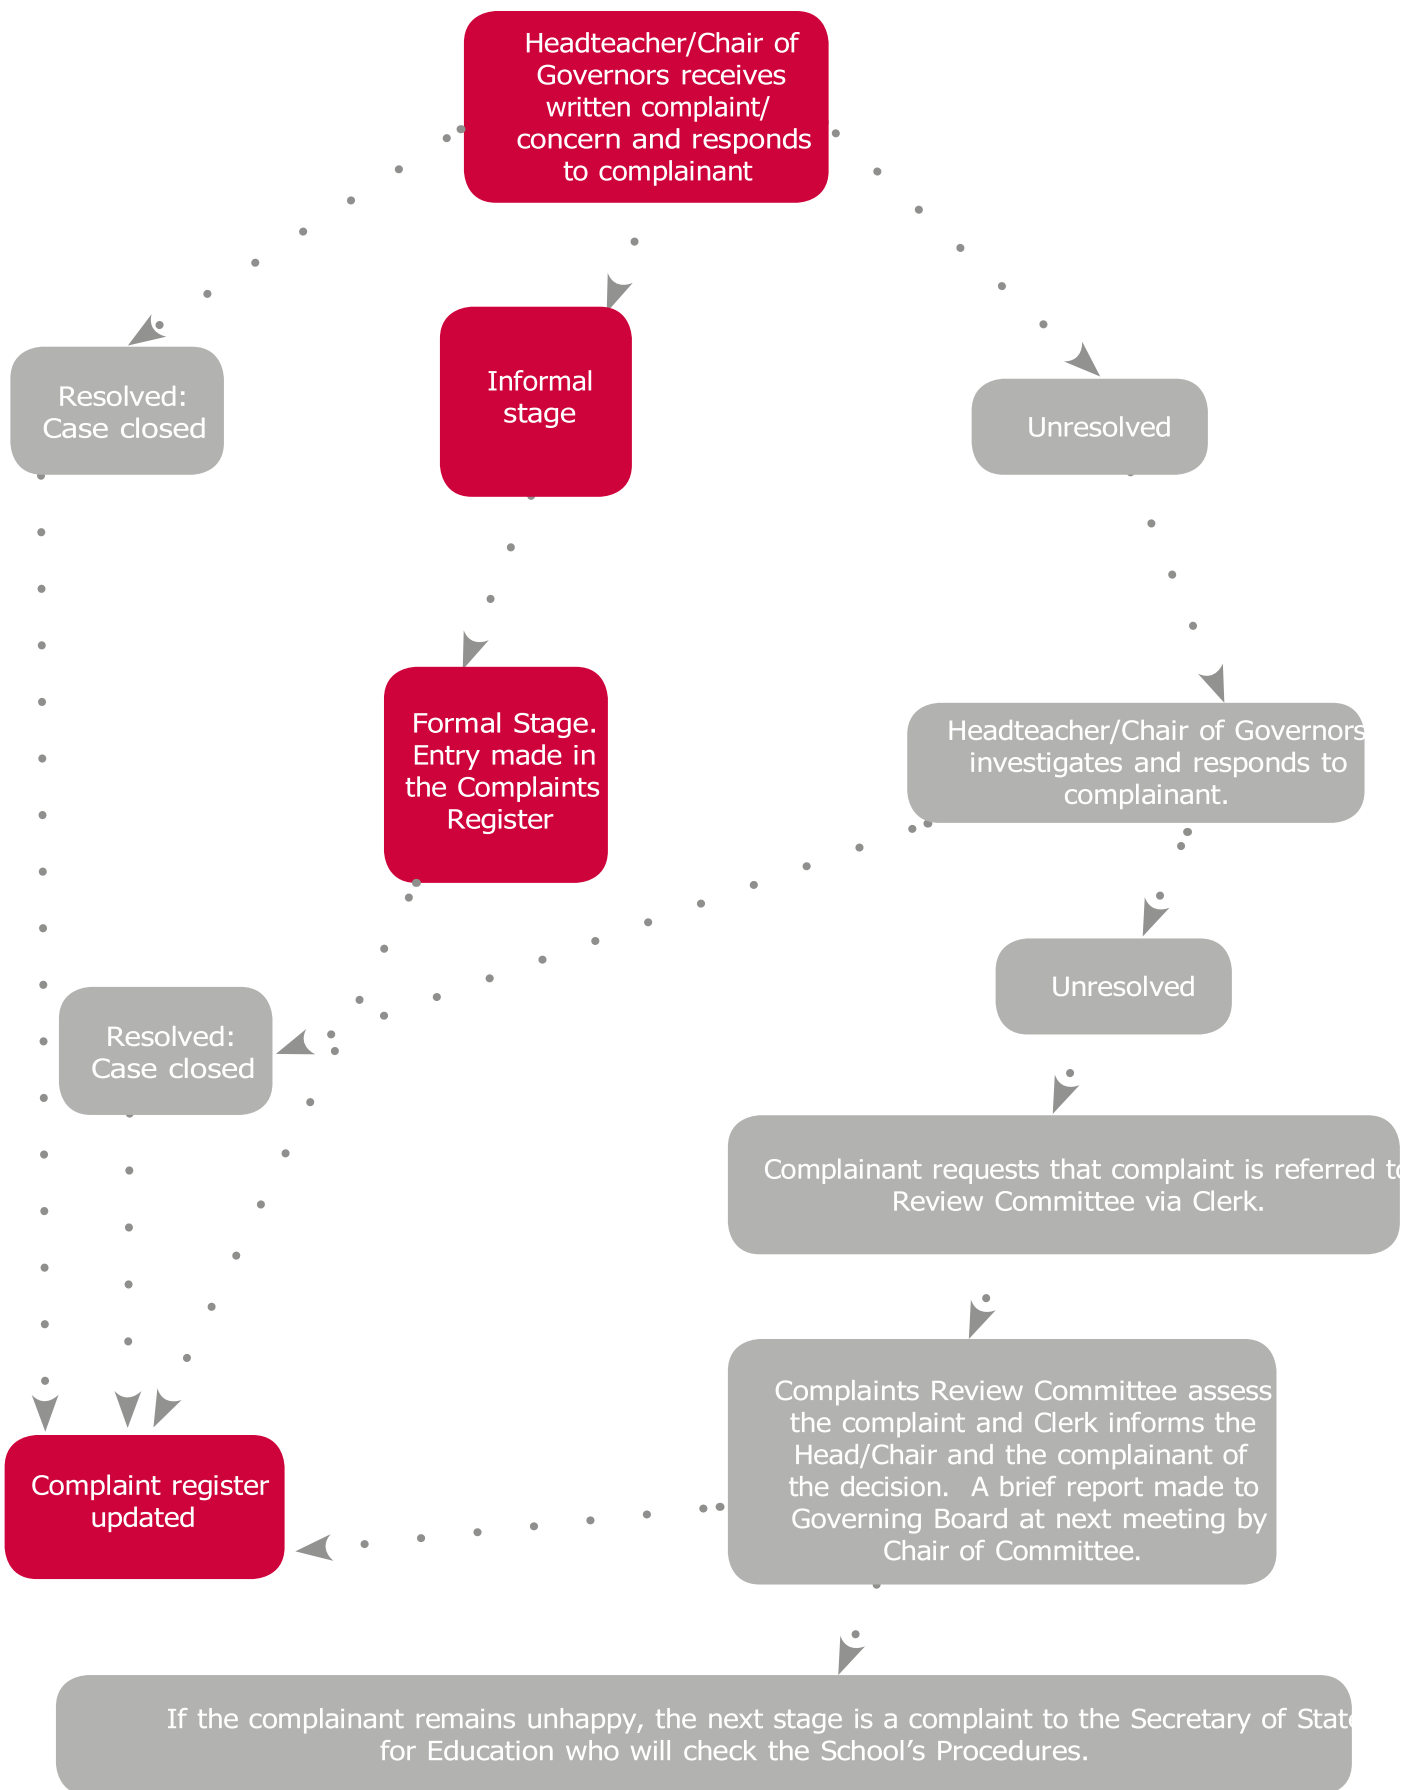 Headteacher/Chair of
Governors receives
written complaint/
concern and responds
to complainant
Resolved:
Case closed
Informal
stage
Unresolved
Formal Stage.
Entry made in
the Complaints
Register
Headteacher/Chair of Governors
investigates and responds to
complainant.
Unresolved
Resolved:
Case closed
Complainant requests that complaint is referred to
Review Committee via Clerk.
Complaints Review Committee assess
the complaint and Clerk informs the
Head/Chair and the complainant of
the decision.  A brief report made to
Governing Board at next meeting by
Chair of Committee.
Complaint register
updated
If the complainant remains unhappy, the next stage is a complaint to the Secretary of State
for Education who will check the School’s Procedures.